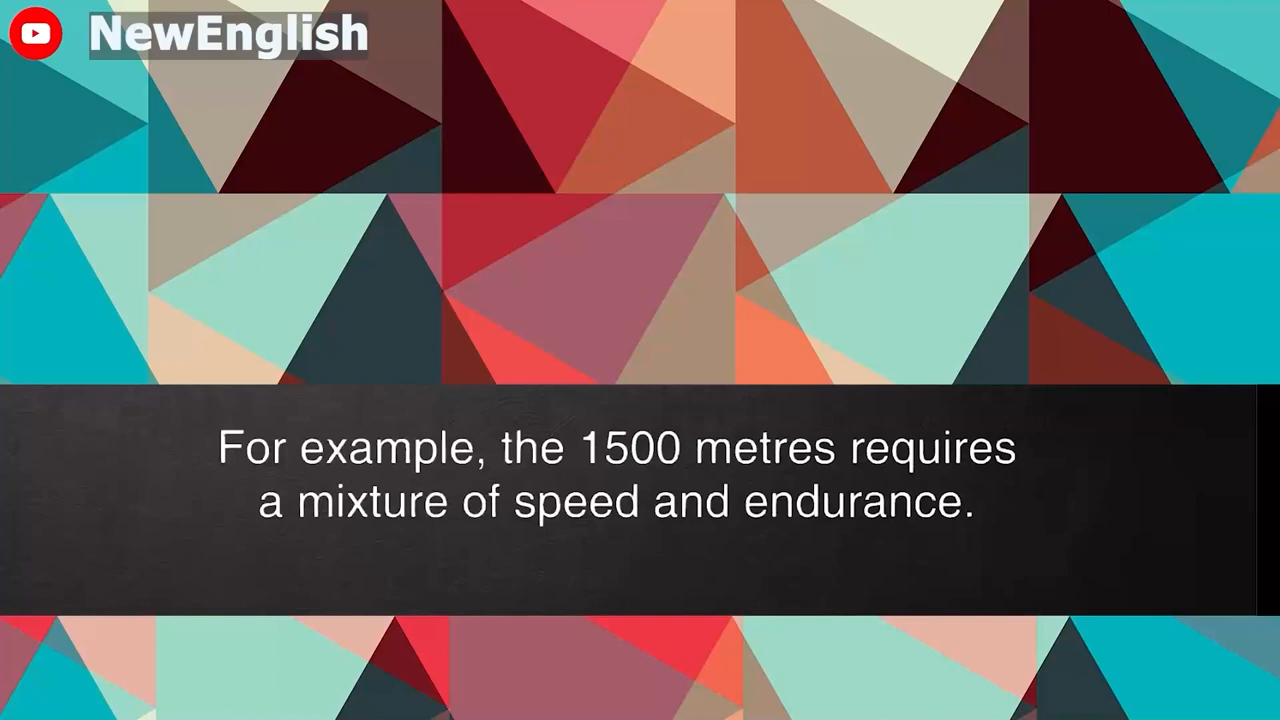 NewEnglish
For example, the 1500 metres requires
a mixture of speed and endurance.